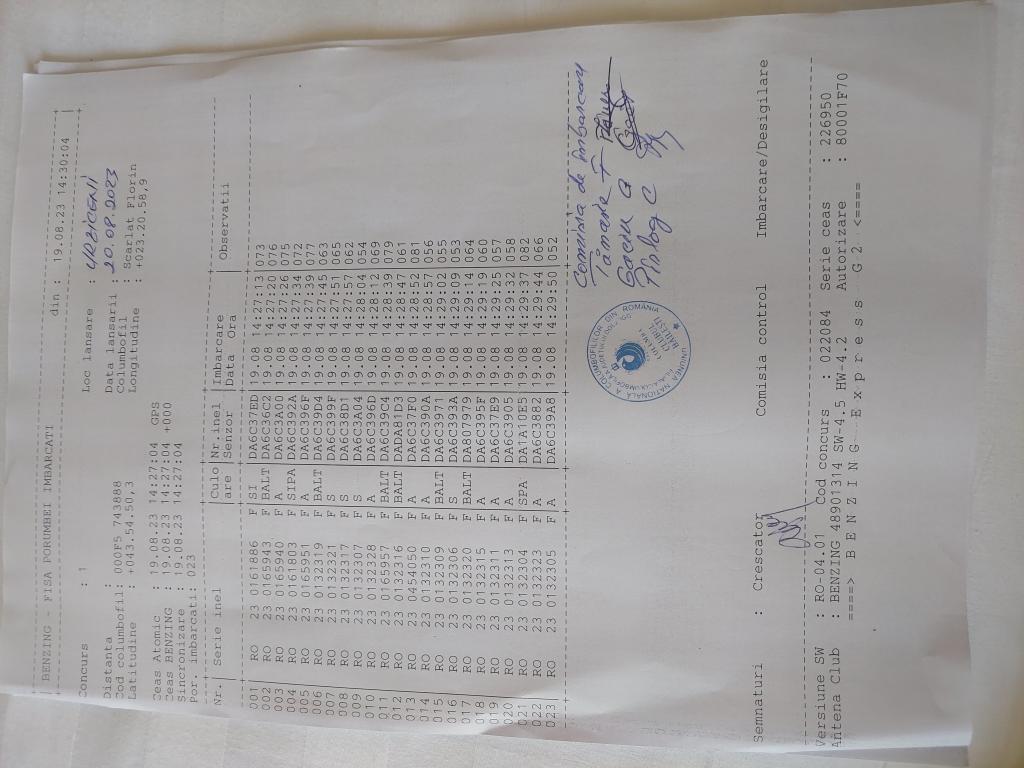 BENZING - FISA PORUMBEI IMBARCATI
din : 19.08.23 14:30:04
Concurs : 1 Loc lansare : URZICENI
Distanta : Data lansarii : 20.08.2023
Cod columbofil: 000F5 743888 Columbofil : Scarlat Florin
Latitudine : +043.54.50,3 Longitudine : +023.20.58,9
Ceas Atomic : 19.08.23 14:27:04 GPS
Ceas BENZING : 19.08.23 14:27:04 +000
Sincronizare : 19.08.23 14:27:04
Por. imbarcati: 023
Nr. Serie inel Culo Nr.inel Imbarcare Observatii
are Senzor Data Ora
001 RO 23 0161886 F SI DA6C37ED 19.08 14:27:13 073
002 RO 23 0165943 F BALT DA6C36C2 19.08 14:27:20 076
003 RO 23 0165940 F A DA6C3A02 19.08 14:27:26 075
004 RO 23 0161803 F SIPA DA6C392A 19.08 14:27:34 072
005 RO 23 0165951 F A DA6C396F 19.08 14:27:49 077
006 RO 23 0132319 F BALT DA6C39D4 19.08 14:27:45 063
007 RO 23 0132321 F S DA6C399F 19.08 14:27:51 065
008 RO 23 0132317 F S DA6C38D1 19.08 14:27:57 062
009 RO 23 0132307 F S DA6C3A04 19.08 14:28:04 054
010 RO 23 0132328 F A DA6C396D 19.08 14:28:12 069
011 RO 23 0165957 F BALT DA6C39C4 19.08 14:28:39 079
012 RO 23 0132316 F BALT DADA81D3 19.08 14:28:47 061
013 RO 23 0454050 F A DA6C37F0 19.08 14:28:52 081
014 RO 23 0132310 F A DA6C390A 19.08 14:28:57 056
015 RO 23 0132309 F BALT DA6C3971 19.08 14:29:02 055
016 RO 23 0132306 F S DA6C393A 19.08 14:29:09 053
017 RO 23 0132320 F BALT DA807979 19.08 14:29:14 064
018 RO 23 0132315 F A DA6C395F 19.08 14:29:19 060
019 RO 23 0132311 F A DA6C37E9 19.08 14:29:25 057
020 RO 23 0132313 F A DA6C3905 19.08 14:29:32 058
021 RO 23 0132304 F SPA DA1A10E5 19.08 14:29:37 082
022 RO 23 0132323 F A DA6C3882 19.08 14:29:44 066
023 RO 23 0132305 F A DA6C39A8 19.08 14:29:50 052
Comisia de imbarcare
Tănasie T
Gacea G
Pirlog C
UNIUNEA NATIONALĂ A COLUMBOFILILOR DIN ROMÂNIA
CLUBUL
Semnaturi : Crescator Comisia control Imbarcare/Desigilare
Versiune SW : RO-04.01 Cod concurs : 022084 Serie ceas : 226950
Antena Club : BENZING 48901314 SW-4.5 HW-4.2 Autorizare : 80001F70
====> B E N Z I N G E x p r e s s G 2 <====